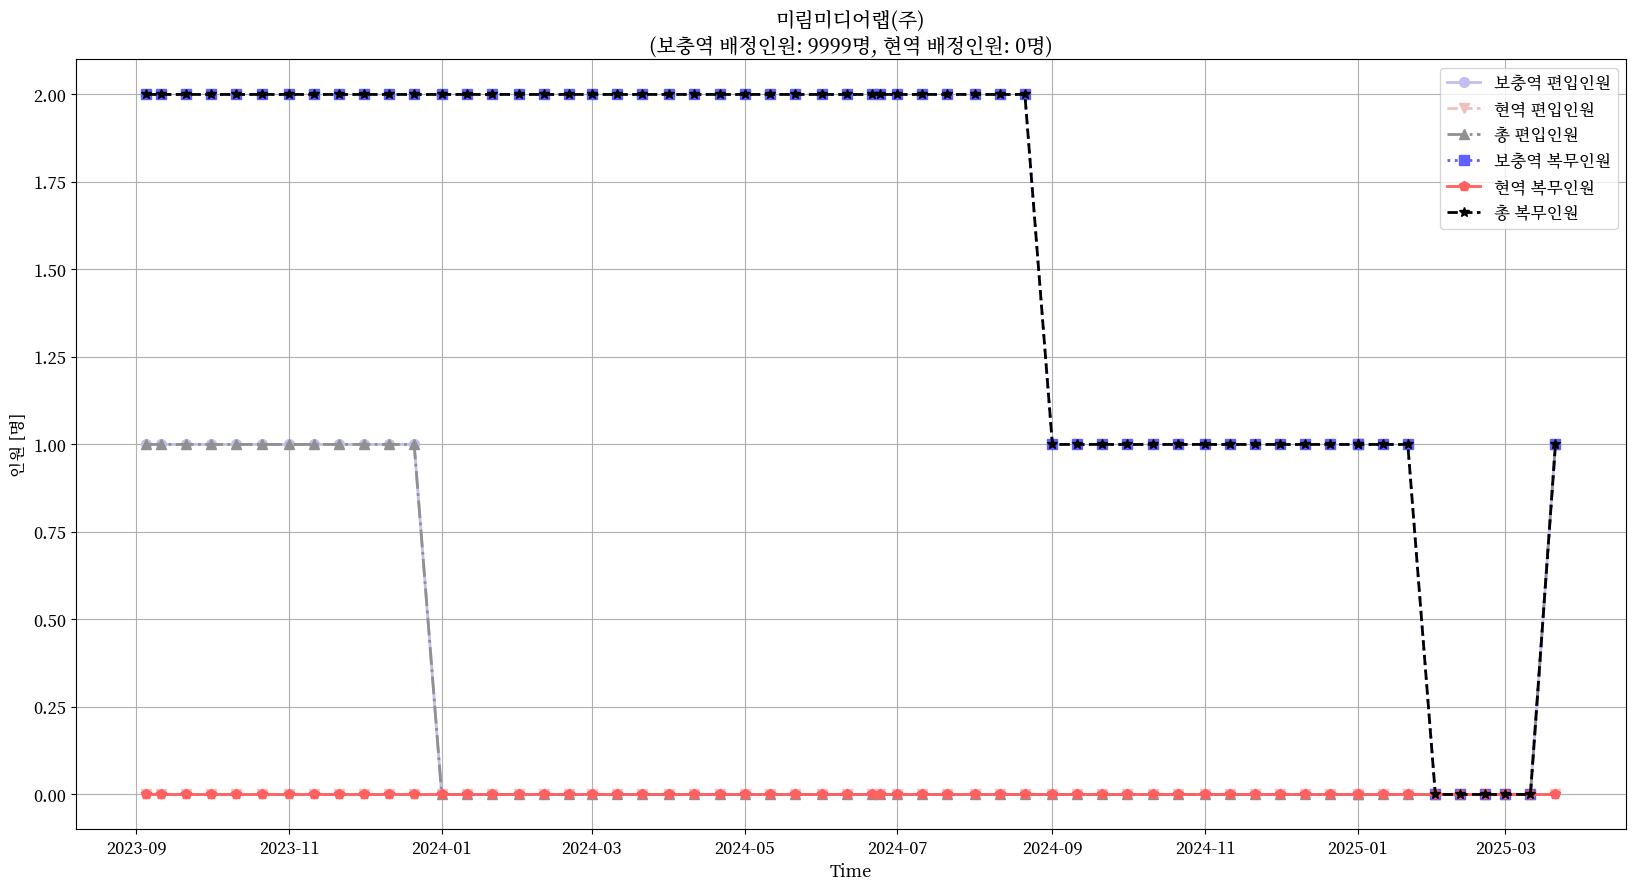 미림미디어랩(주)
(보충역 배정인원: 9999명, 현역 배정인원: 0명)
보충역 편입인원
현역 편입인원
총 편입인원
보충역 복무인원
현역 복무인원
총 복무인원
인원 [명]
2.00
1.75
1.50
1.25
1.00
0.75
0.50
0.25
0.00
2023-09 2023-11 2024-01 2024-03 2024-05 2024-07 2024-09 2024-11 2025-01 2025-03
Time